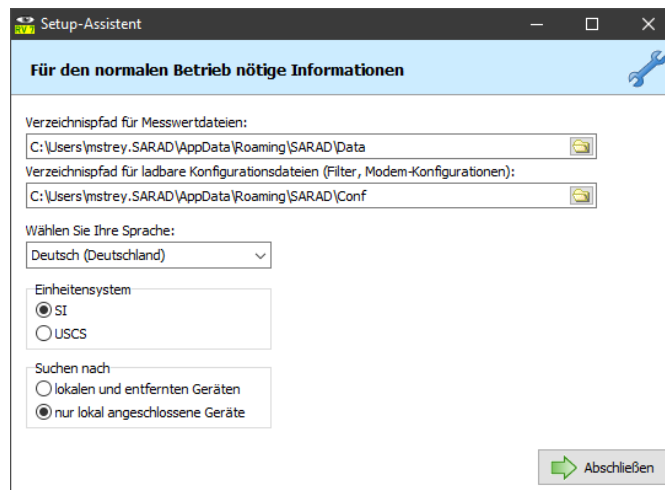 RV 7
Setup-Assistent
Für den normalen Betrieb nötige Informationen
Verzeichnispfad für Messwertdateien:
C:\Users\mstrey.SARAD\AppData\Roaming\SARAD\Data
Verzeichnispfad für ladbare Konfigurationsdateien (Filter, Modem-Konfigurationen):
C:\Users\mstrey.SARAD\AppData\Roaming\SARAD\Conf
Wählen Sie Ihre Sprache:
Deutsch (Deutschland)
Einheitensystem
SI
USCS
Suchen nach
lokalen und entfernten Geräten
nur lokal angeschlossene Geräte
Abschließen